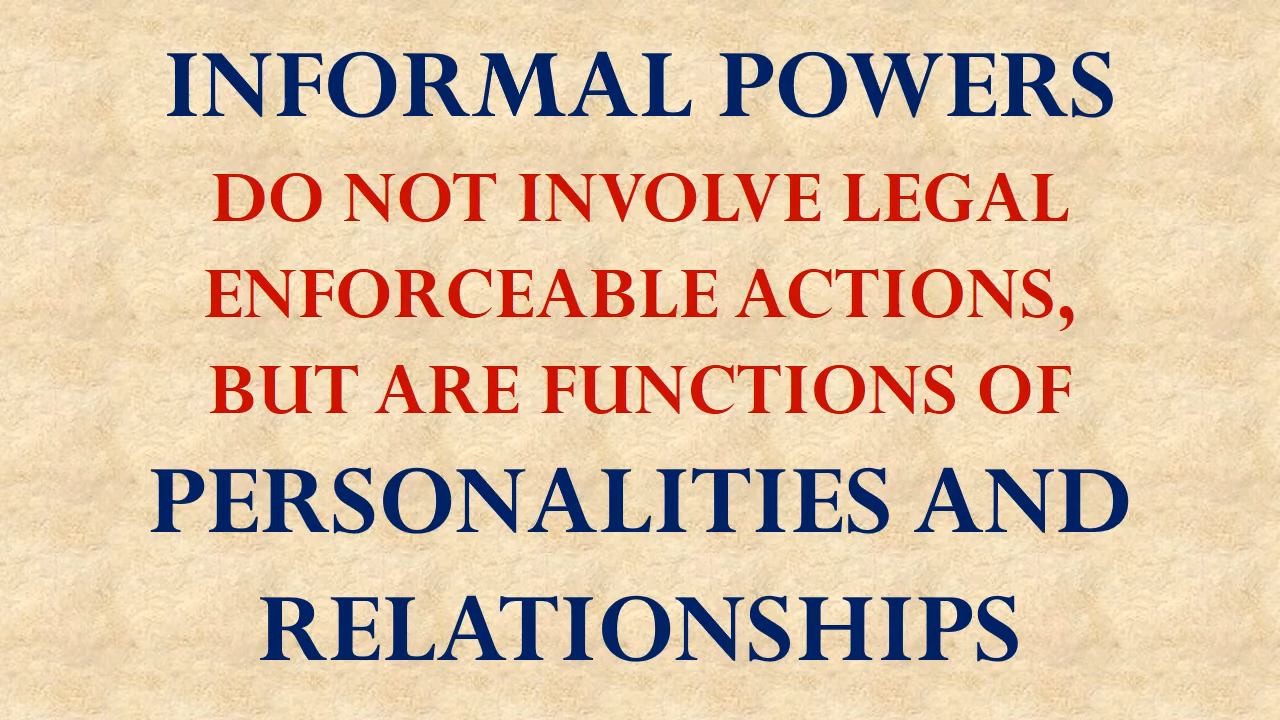 INFORMAL POWERS
DO NOT INVOLVE LEGAL
ENFORCEABLE ACTIONS,
BUT ARE FUNCTIONS OF
PERSONALITIES AND
RELATIONSHIPS